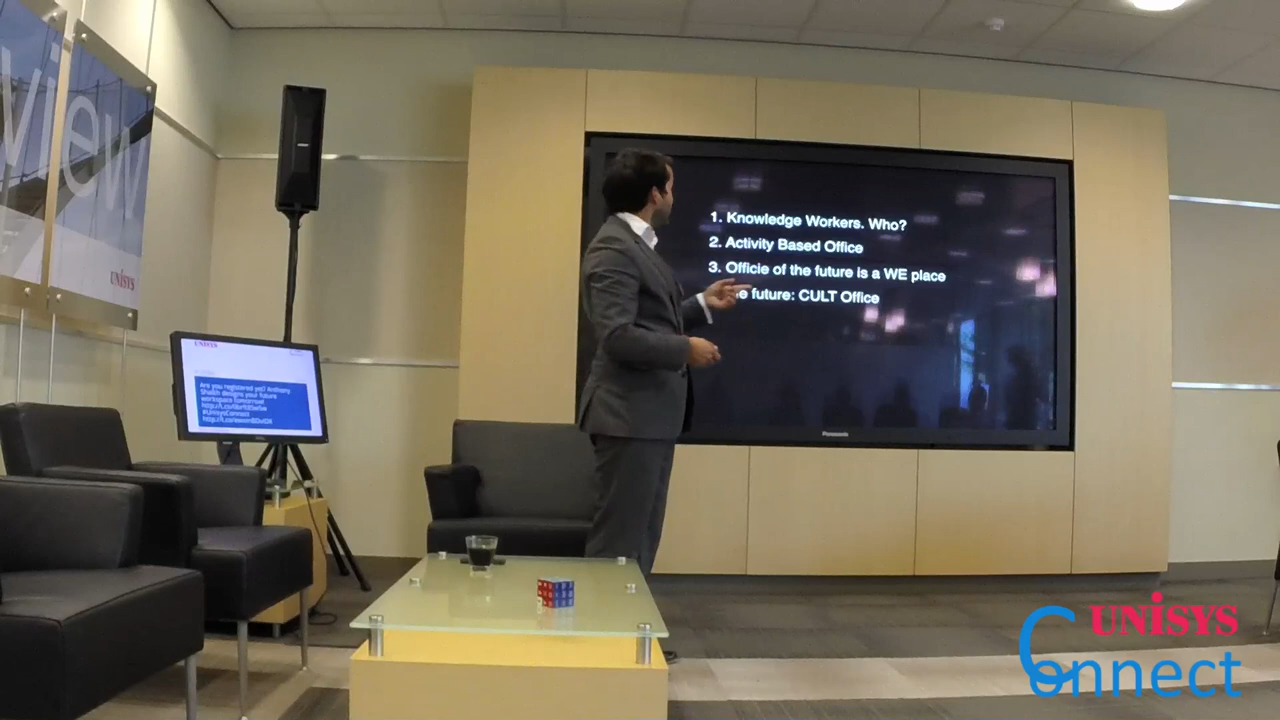 view
UNISYS
UNISYS
Are you registered yet? Anthony
designs your future
workspace tomorrow!
#UnisysConnect
1. Knowledge Workers. Who?
2. Activity Based Office
3. Officie of the future is a WE place
e future: CULT Office
Panasonic
UNISYS
Connect